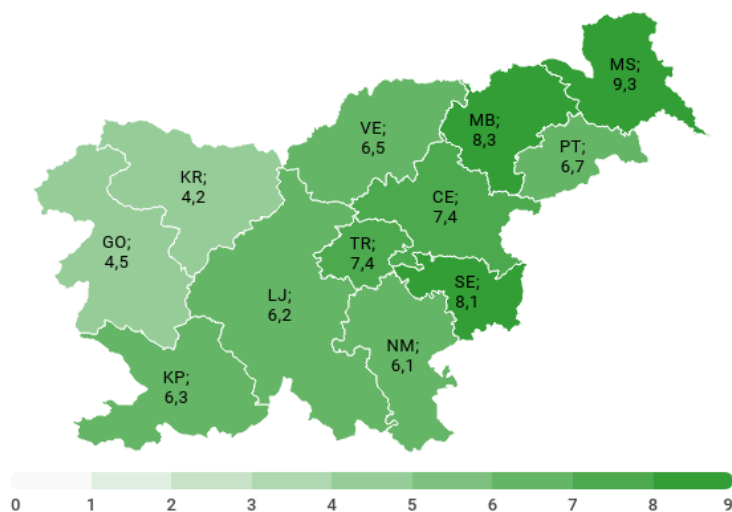 MS;
9,3
MB;
8,3
VE;
6,5
PT;
6,7
KR;
4,2
CE;
7,4
GO;
4,5
TR;
7,4
SE;
8,1
LJ;
6,2
NM;
6,1
KP;
6,3
0 1 2 3 4 5 6 7 8 9